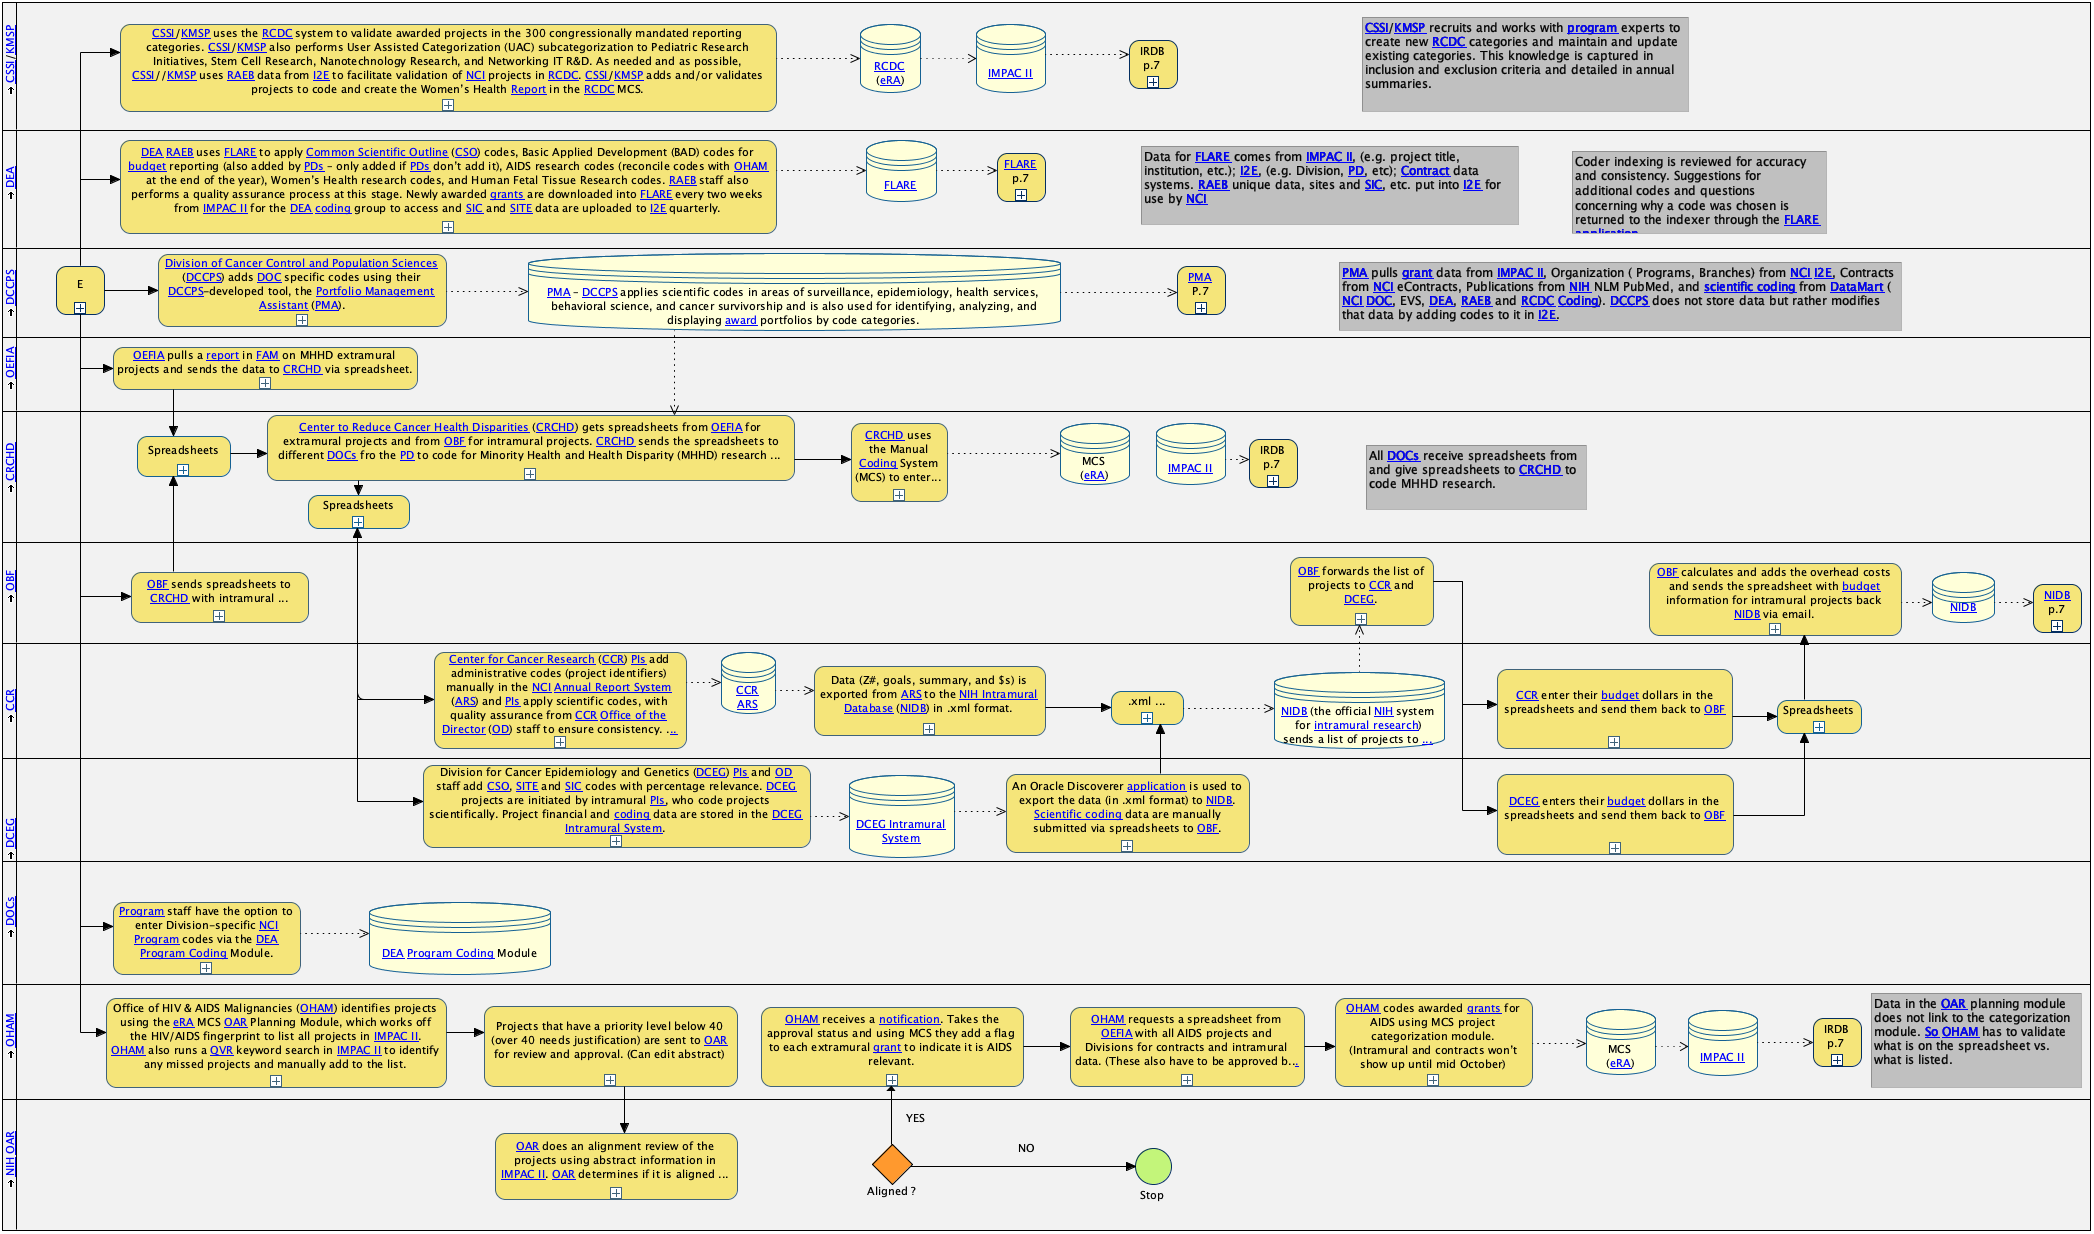 CSSI/KMSP
CSSI/KMSP uses the RCDC system to validate awarded projects in the 300 congressionally mandated reporting
categories. CSSI/KMSP also performs User Assisted Categorization (UAC) subcategorization to Pediatric Research
Initiatives, Stem Cell Research, Nanotechnology Research, and Networking IT R&D. As needed and as possible,
CSSI//KMSP uses RAEB data from I2E to facilitate validation of NCI projects in RCDC. CSSI/KMSP adds and/or validates
projects to code and create the Women's Health Report in the RCDC MCS.
RCDC
(eRA)
IMPAC II
IRDB
p.7
CSSI/KMSP recruits and works with program experts to
create new RCDC categories and maintain and update
existing categories. This knowledge is captured in
inclusion and exclusion criteria and detailed in annual
summaries.
DEA
DEA RAEB uses FLARE to apply Common Scientific Outline (CSO) codes, Basic Applied Development (BAD) codes for
budget reporting (also added by PDs - only added if PDs don't add it), AIDS research codes (reconcile codes with OHAM
at the end of the year), Women's Health research codes, and Human Fetal Tissue Research codes. RAEB staff also
performs a quality assurance process at this stage. Newly awarded grants are downloaded into FLARE every two weeks
from IMPAC II for the DEA coding group to access and SIC and SITE data are uploaded to I2E quarterly.
FLARE
FLARE
p.7
Data for FLARE comes from IMPAC II, (e.g. project title,
institution, etc.); I2E, (e.g. Division, PD, etc); Contract data
systems. RAEB unique data, sites and SIC, etc. put into I2E for
use by NCI
Coder indexing is reviewed for accuracy
and consistency. Suggestions for
additional codes and questions
concerning why a code was chosen is
returned to the indexer through the FLARE
application.
DCCPS
E
Division of Cancer Control and Population Sciences
(DCCPS) adds DOC specific codes using their
DCCPS-developed tool, the Portfolio Management
Assistant (PMA).
PMA - DCCPS applies scientific codes in areas of surveillance, epidemiology, health services,
behavioral science, and cancer survivorship and is also used for identifying, analyzing, and
displaying award portfolios by code categories.
PMA
P.7
PMA pulls grant data from IMPAC II, Organization ( Programs, Branches) from NCI I2E, Contracts
from NCI eContracts, Publications from NIH NLM PubMed, and scientific coding from DataMart (
NCI DOC, EVS, DEA, RAEB and RCDC Coding). DCCPS does not store data but rather modifies
that data by adding codes to it in I2E.
OEFIA
OEFIA pulls a report in FAM on MHHD extramural
projects and sends the data to CRCHD via spreadsheet.
CRCHD
Spreadsheets
Center to Reduce Cancer Health Disparities (CRCHD) gets spreadsheets from OEFIA for
extramural projects and from OBF for intramural projects. CRCHD sends the spreadsheets to
different DOCs fro the PD to code for Minority Health and Health Disparity (MHHD) research ...
Spreadsheets
CRCHD uses
the Manual
Coding System
(MCS) to enter...
MCS
(eRA)
IMPAC II
IRDB
p.7
All DOCs receive spreadsheets from
and give spreadsheets to CRCHD to
code MHHD research.
OBF
OBF sends spreadsheets to
CRCHD with intramural ...
OBF forwards the list of
projects to CCR and
DCEG.
OBF calculates and adds the overhead costs
and sends the spreadsheet with budget
information for intramural projects back
NIDB via email.
NIDB
NIDB
p.7
CCR
Center for Cancer Research (CCR) PIs add
administrative codes (project identifiers)
manually in the NCI Annual Report System
(ARS) and PIs apply scientific codes, with
quality assurance from CCR Office of the
Director (OD) staff to ensure consistency. ...
CCR
ARS
Data (Z#, goals, summary, and $s) is
exported from ARS to the NIH Intramural
Database (NIDB) in .xml format.
.xml ...
NIDB (the official NIH system
for intramural research)
sends a list of projects to ...
CCR enter their budget dollars in the
spreadsheets and send them back to OBF
Spreadsheets
DCEG
Division for Cancer Epidemiology and Genetics (DCEG) PIs and OD
staff add CSO, SITE and SIC codes with percentage relevance. DCEG
projects are initiated by intramural PIs, who code projects
scientifically. Project financial and coding data are stored in the DCEG
Intramural System.
DCEG Intramural
System
An Oracle Discoverer application is used to
export the data (in .xml format) to NIDB.
Scientific coding data are manually
submitted via spreadsheets to OBF.
DCEG enters their budget dollars in the
spreadsheets and send them back to OBF
DOCs
Program staff have the option to
enter Division-specific NCI
Program codes via the DEA
Program Coding Module.
DEA Program Coding Module
OHAM
Office of HIV & AIDS Malignancies (OHAM) identifies projects
using the eRA MCS OAR Planning Module, which works off
the HIV/AIDS fingerprint to list all projects in IMPAC II.
OHAM also runs a QVR keyword search in IMPAC II to identify
any missed projects and manually add to the list.
Projects that have a priority level below 40
(over 40 needs justification) are sent to OAR
for review and approval. (Can edit abstract)
OHAM receives a notification. Takes the
approval status and using MCS they add a flag
to each extramural grant to indicate it is AIDS
relevant.
OHAM requests a spreadsheet from
OEFIA with all AIDS projects and
Divisions for contracts and intramural
data. (These also have to be approved b...
OHAM codes awarded grants for
AIDS using MCS project
categorization module.
(Intramural and contracts won't
show up until mid October)
MCS
(eRA)
IMPAC II
IRDB
p.7
Data in the OAR planning module
does not link to the categorization
module. So OHAM has to validate
what is on the spreadsheet vs.
what is listed.
NIH OAR
OAR does an alignment review of the
projects using abstract information in
IMPAC II. OAR determines if it is aligned ...
YES
NO
Aligned ?
Stop